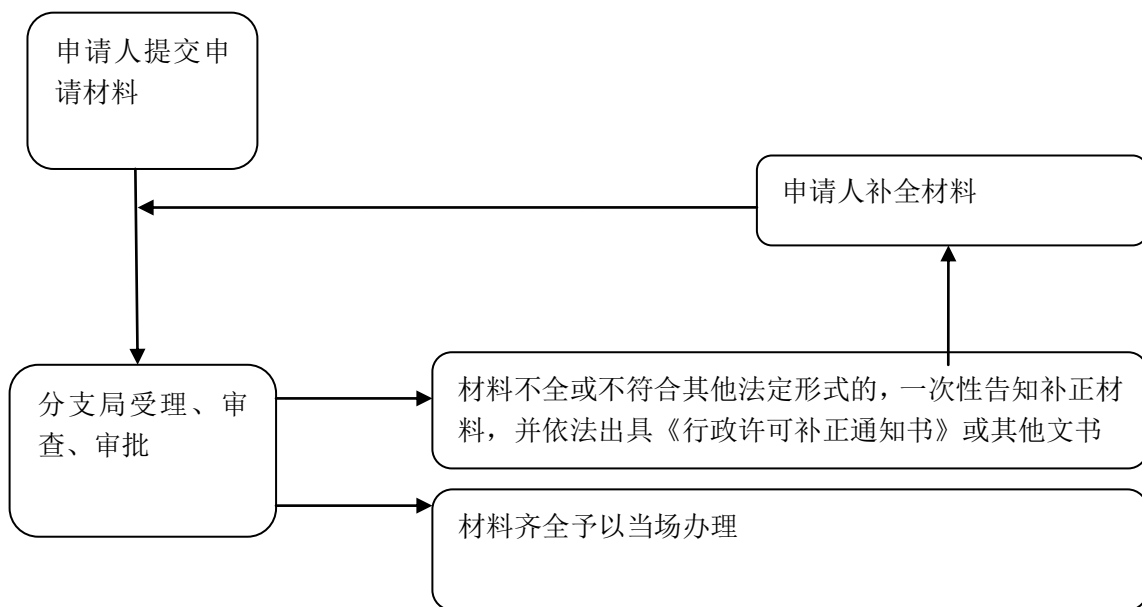 申请人提交申
请材料
申请人补全材料
分支局受理、审
查、审批
材料不全或不符合其他法定形式的，一次性告知补正材
料，并依法出具《行政许可补正通知书》或其他文书
材料齐全予以当场办理